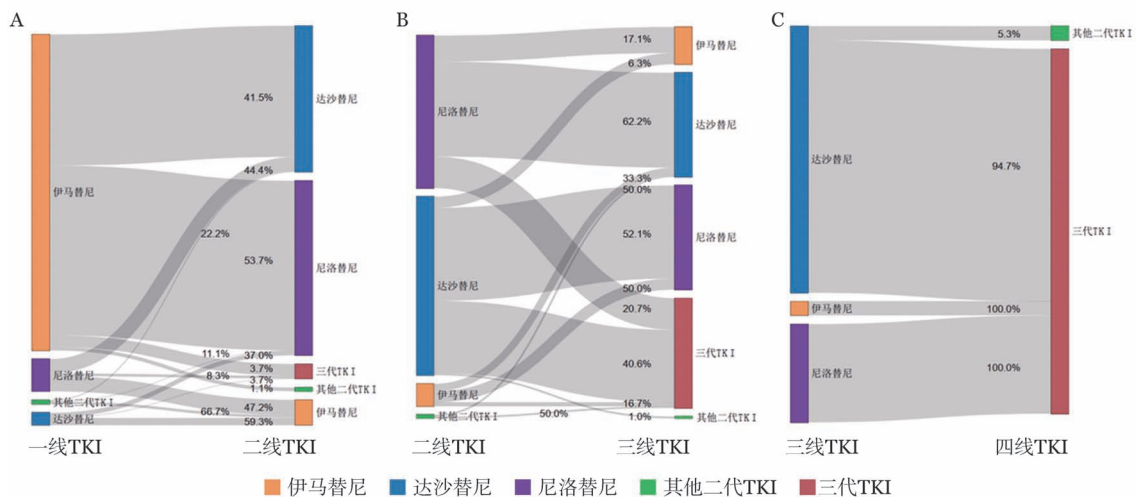 A
伊马替尼
尼洛替尼
其他二代TKI
达沙替尼
41.5%
44.4%
22.2%
53.7%
11.1%
37.0%
3.7%
8.3%
3.7%
1.1%
47.2%
66.7%
59.3%
达沙替尼
尼洛替尼
三代TKI
其他二代TKI
伊马替尼
一线TKI 二线TKI
B
尼洛替尼
达沙替尼
伊马替尼
其他二代TKI
17.1%
6.3%
62.2%
33.3%
50.0%
52.1%
50.0%
20.7%
40.6%
16.7%
50.0%
1.0%
伊马替尼
达沙替尼
尼洛替尼
三代TKI
其他二代TKI
二线TKI 三线TKI
C
达沙替尼
伊马替尼
尼洛替尼
5.3%
94.7%
100.0%
100.0%
其他二代TKI
三代TKI
三线TKI 四线TKI
伊马替尼 达沙替尼 尼洛替尼 其他二代TKI 三代TKI